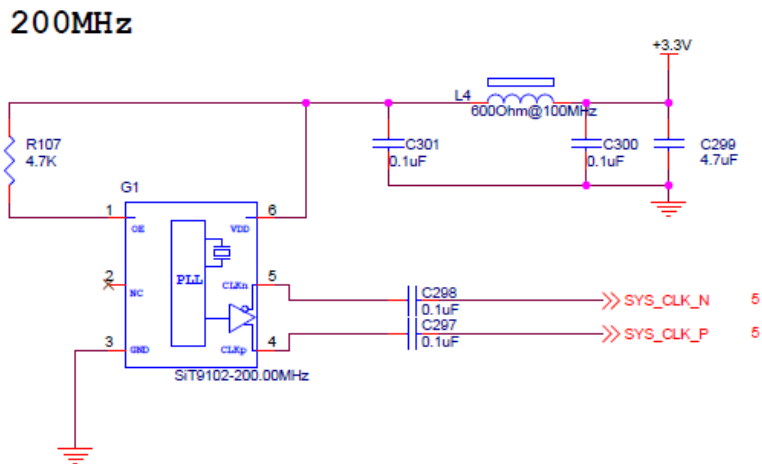 200MHz
+3.3V
L4
600Ohm@100MHz
R107
4.7K
C301
0.1uF
C300
0.1uF
C299
4.7uF
G1
1
OE
VDD
6
2
NC
PLL
CLKn
5
C298
0.1uF
SYS_CLK_N 5
3
GND
CLKp
4
C297
0.1uF
SYS_CLK_P 5
SiT9102-200.00MHz